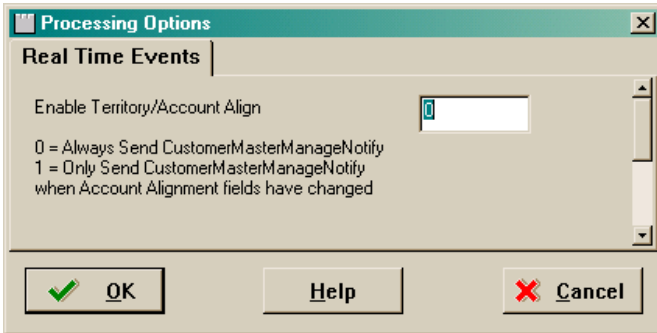 Processing Options
Real Time Events
Enable Territory/Account Align
0
0 = Always Send CustomerMasterManageNotify
1 = Only Send CustomerMasterManageNotify
when Account Alignment fields have changed
OK
Help
Cancel